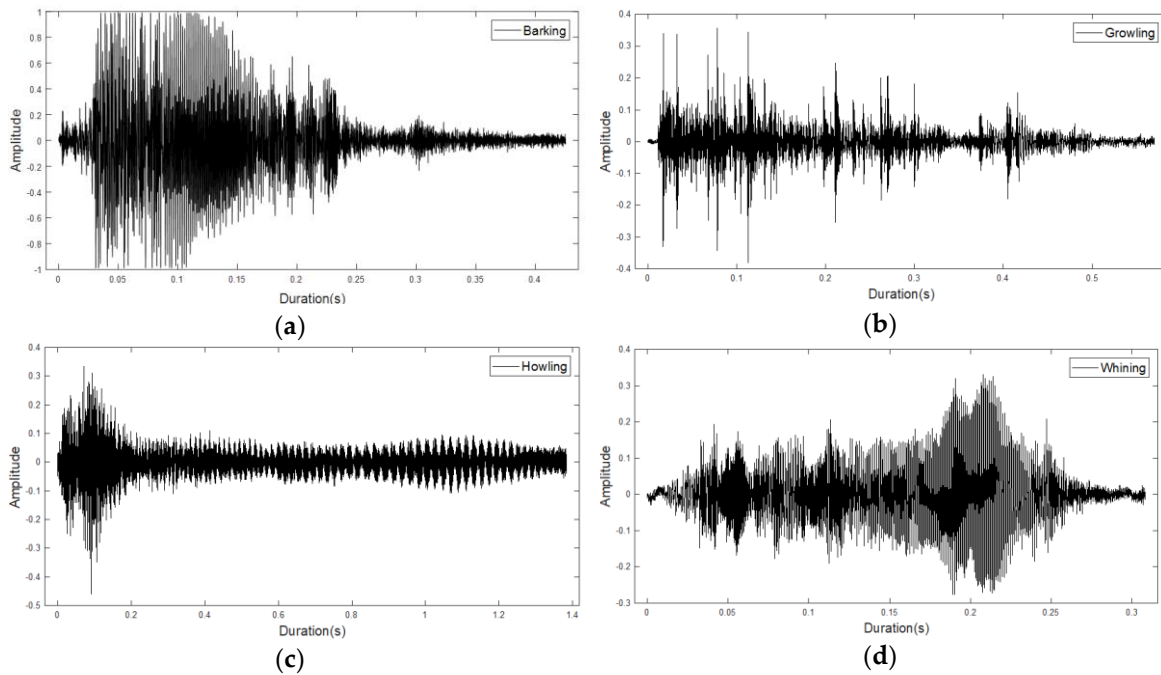 Barking
Amplitude
1
0.8
0.6
0.4
0.2
0
-0.2
-0.4
-0.6
-0.8
-1
0 0.05 0.1 0.15 0.2 0.25 0.3 0.35 0.4
Duration(s)
(a)
Growling
Amplitude
0.4
0.3
0.2
0.1
0
-0.1
-0.2
-0.3
-0.4
0 0.1 0.2 0.3 0.4 0.5
Duration(s)
(b)
Howling
Amplitude
0.4
0.3
0.2
0.1
0
-0.1
-0.2
-0.3
-0.4
-0.5
0 0.2 0.4 0.6 0.8 1 1.2 1.4
Duration(s)
(c)
Whining
Amplitude
0.4
0.3
0.2
0.1
0
-0.1
-0.2
-0.3
0 0.05 0.1 0.15 0.2 0.25 0.3
Duration(s)
(d)